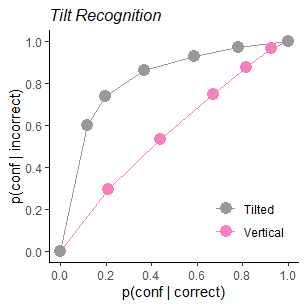 Tilt Recognition
p(conf | incorrect)
1.0
0.8
0.6
0.4
0.2
0.0
Tilted
Vertical
0.0 0.2 0.4 0.6 0.8 1.0
p(conf | correct)